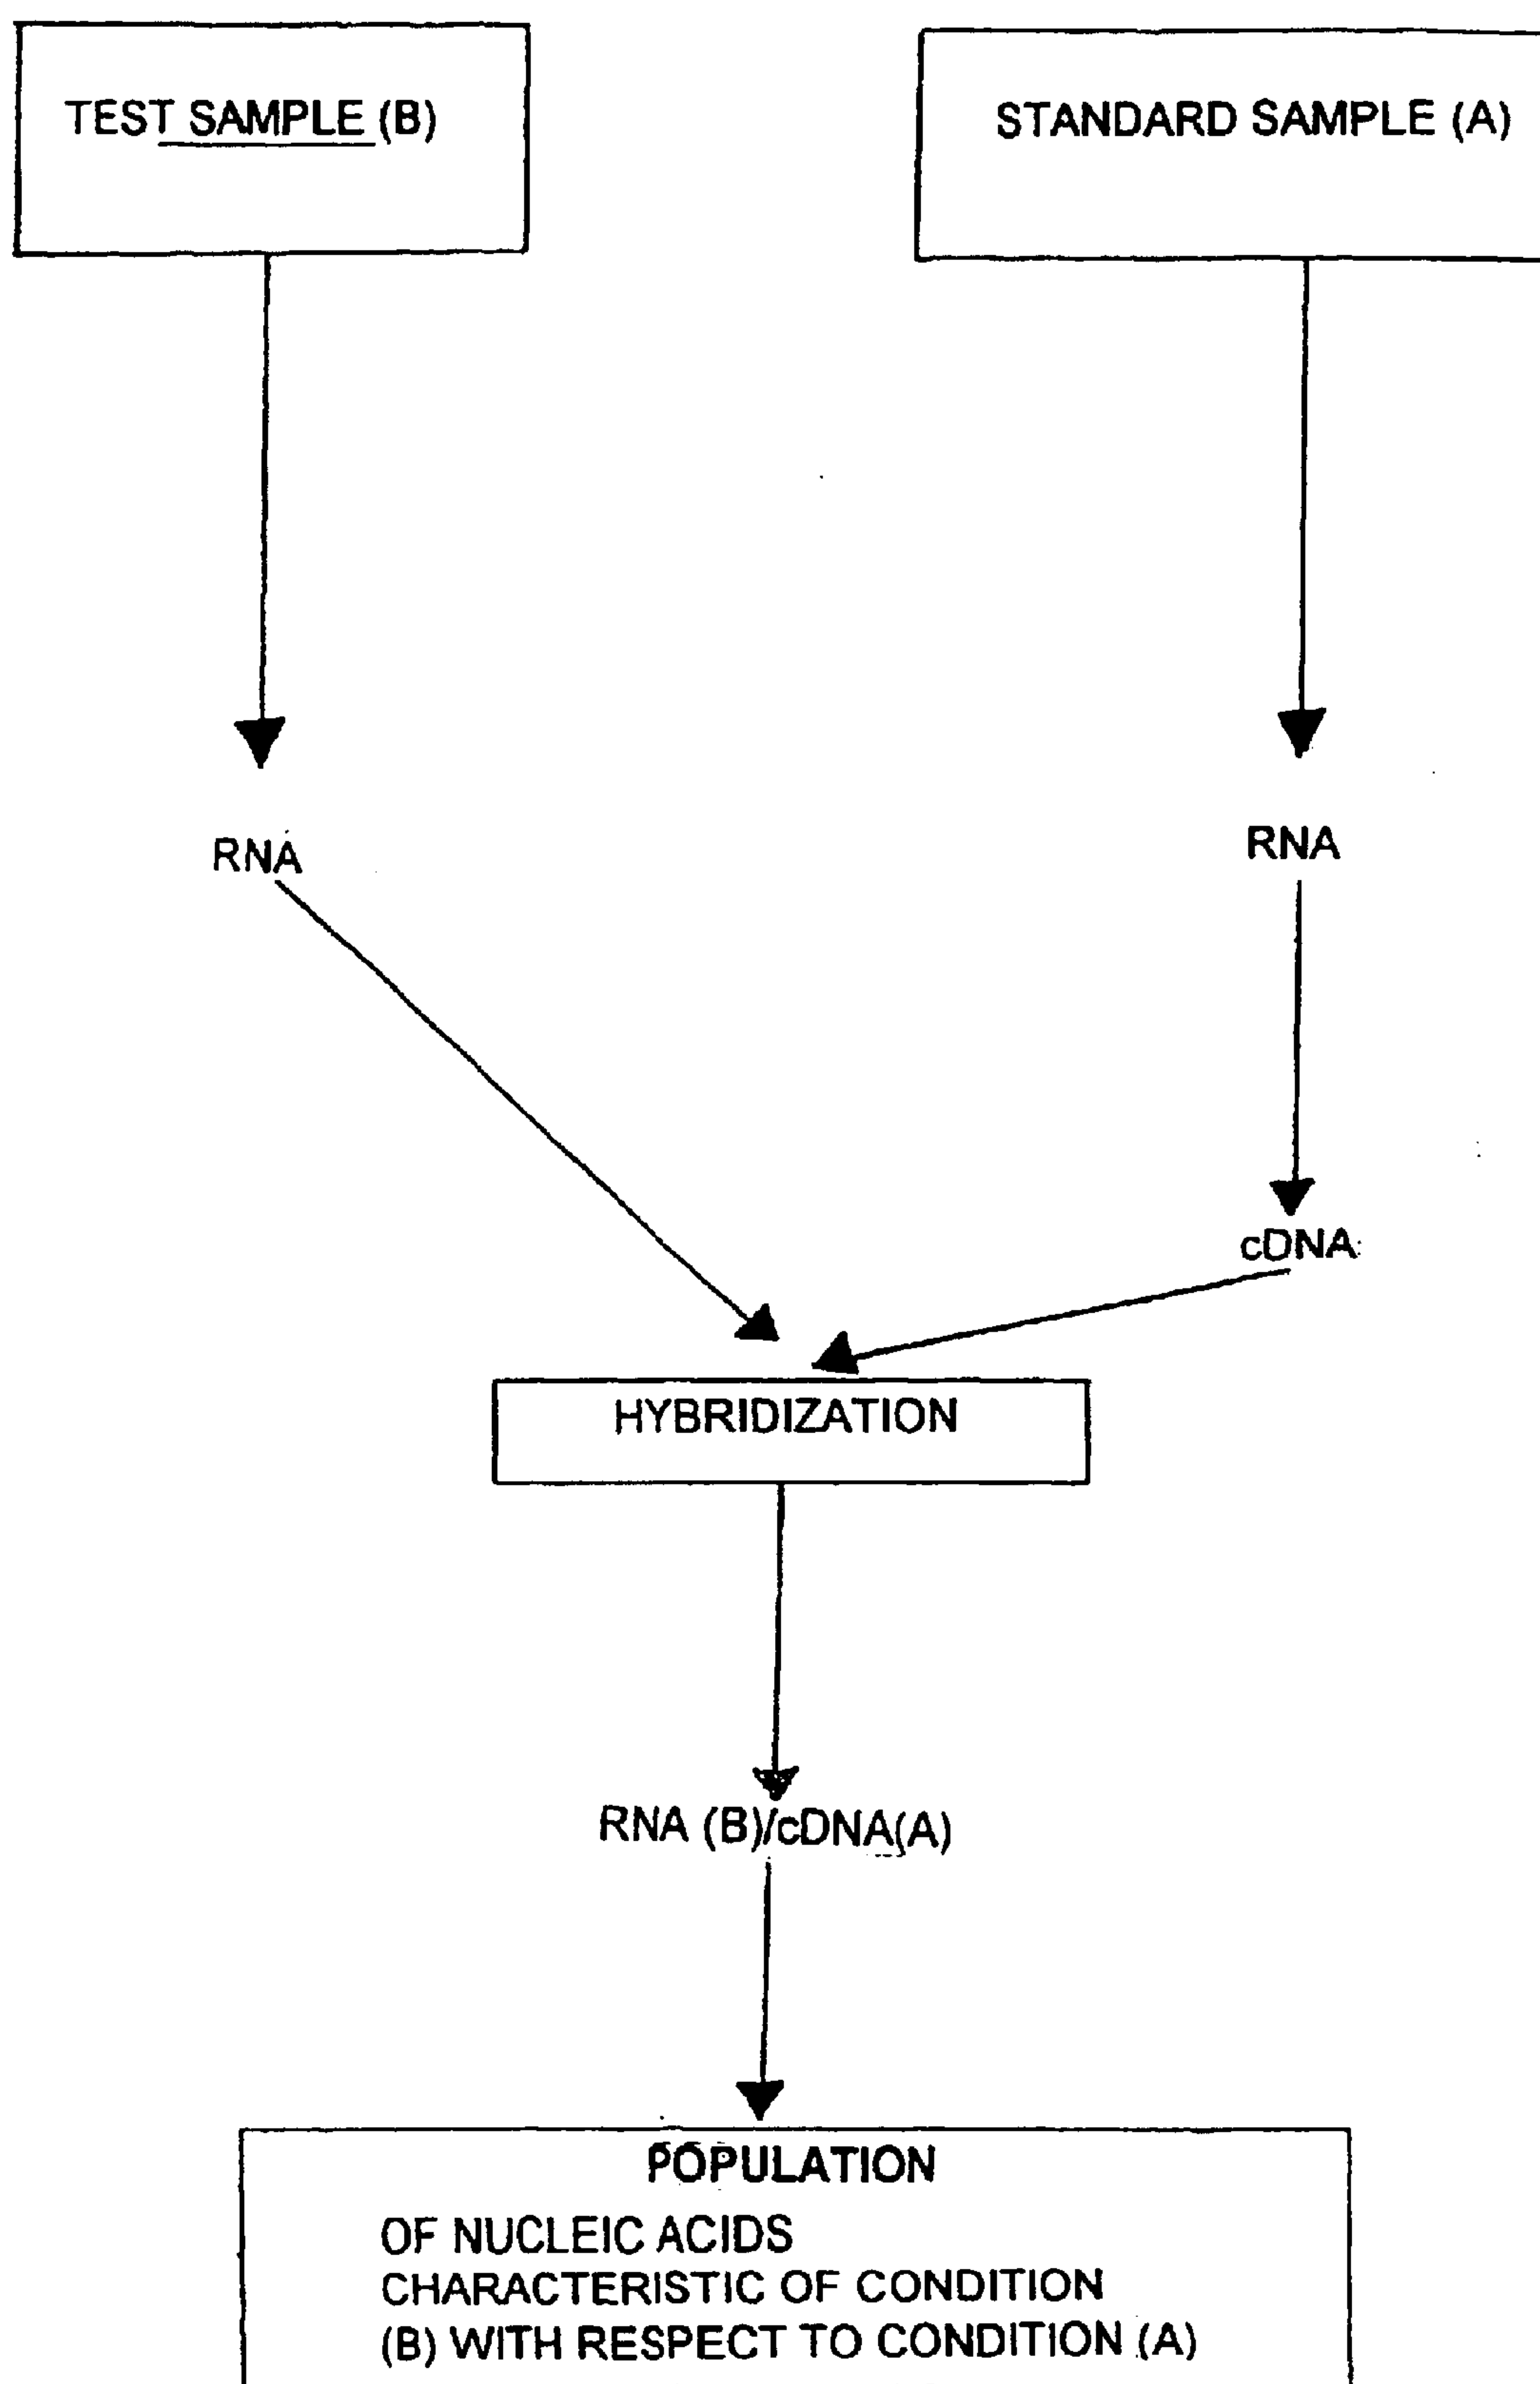 TEST SAMPLE (B)
STANDARD SAMPLE (A)
RNA
RNA
cDNA
HYBRIDIZATION
RNA (B)/cDNA(A)
POPULATION
OF NUCLEIC ACIDS
CHARACTERISTIC OF CONDITION
(B) WITH RESPECT TO CONDITION (A)